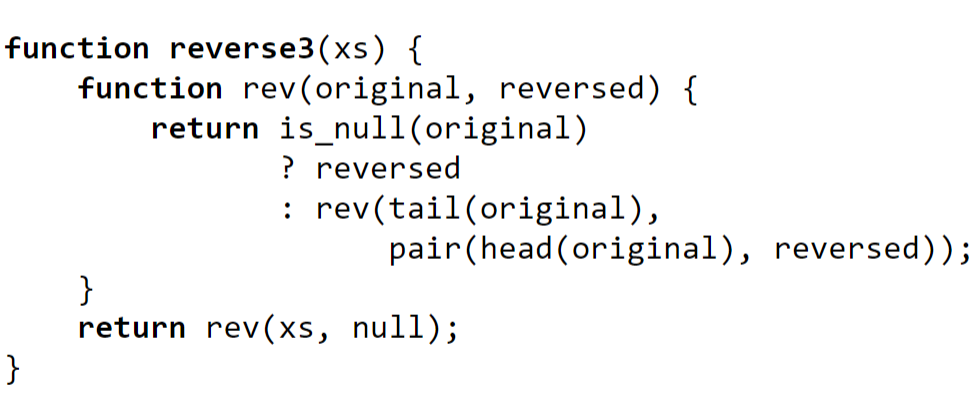 function reverse3(xs) {
    function rev(original, reversed) {
        return is_null(original)
               ? reversed
               : rev(tail(original),
                     pair(head(original), reversed));
    }
    return rev(xs, null);
}